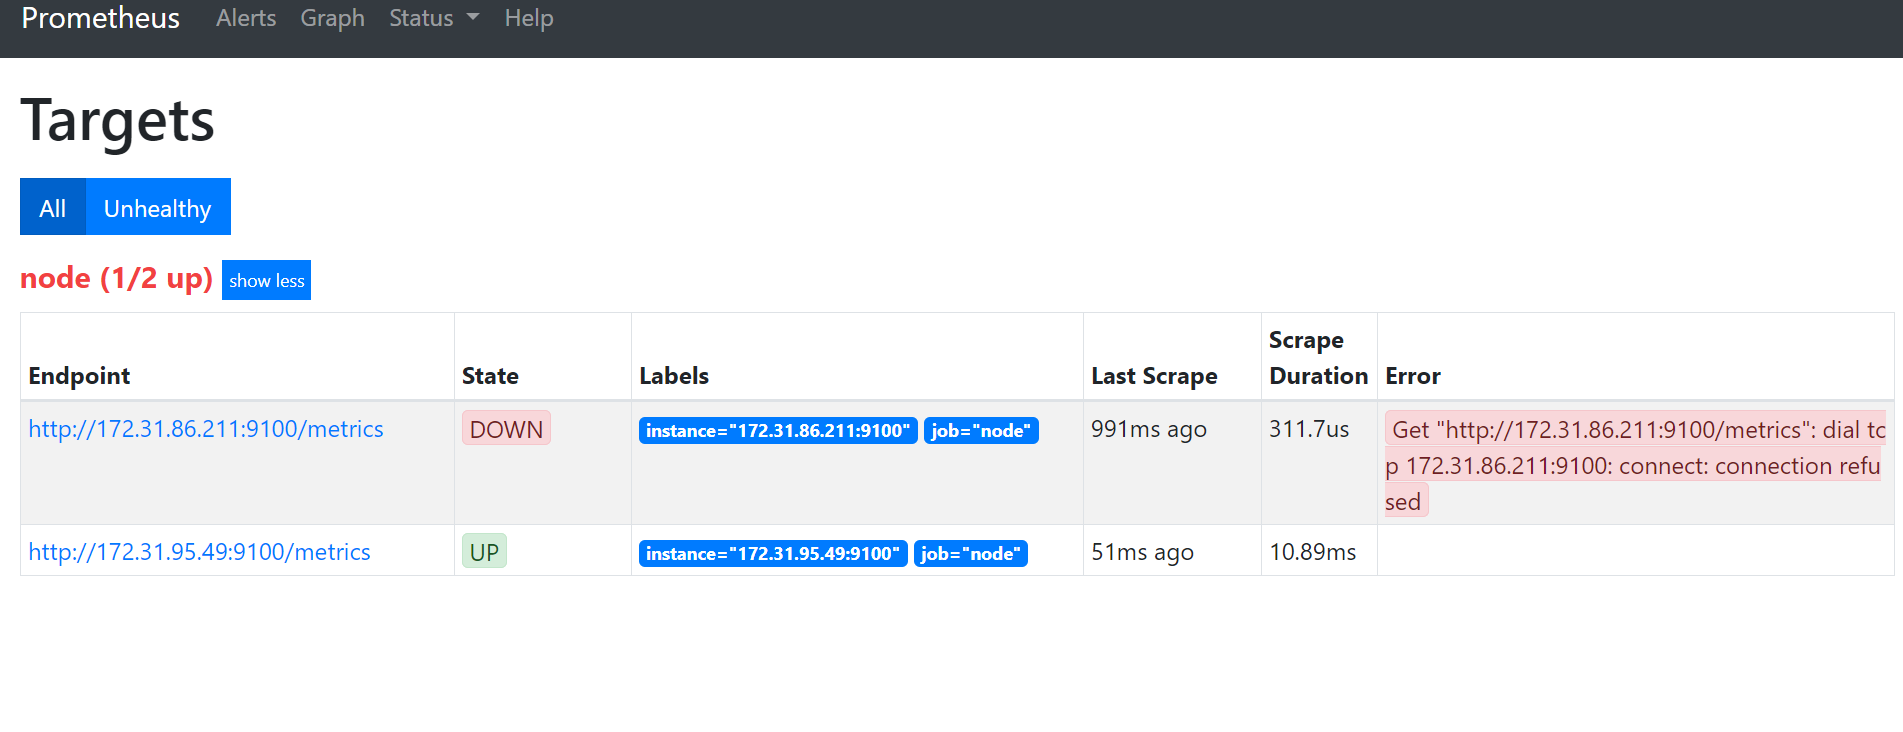 Prometheus Alerts Graph Status Help
Targets
All Unhealthy
node (1/2 up) show less
Endpoint State Labels Last Scrape Scrape Duration Error
http://172.31.86.211:9100/metrics DOWN instance="172.31.86.211:9100" job="node" 991ms ago 311.7us Get "http://172.31.86.211:9100/metrics": dial tc
p 172.31.86.211:9100: connect: connection refu
sed
http://172.31.95.49:9100/metrics UP instance="172.31.95.49:9100" job="node" 51ms ago 10.89ms